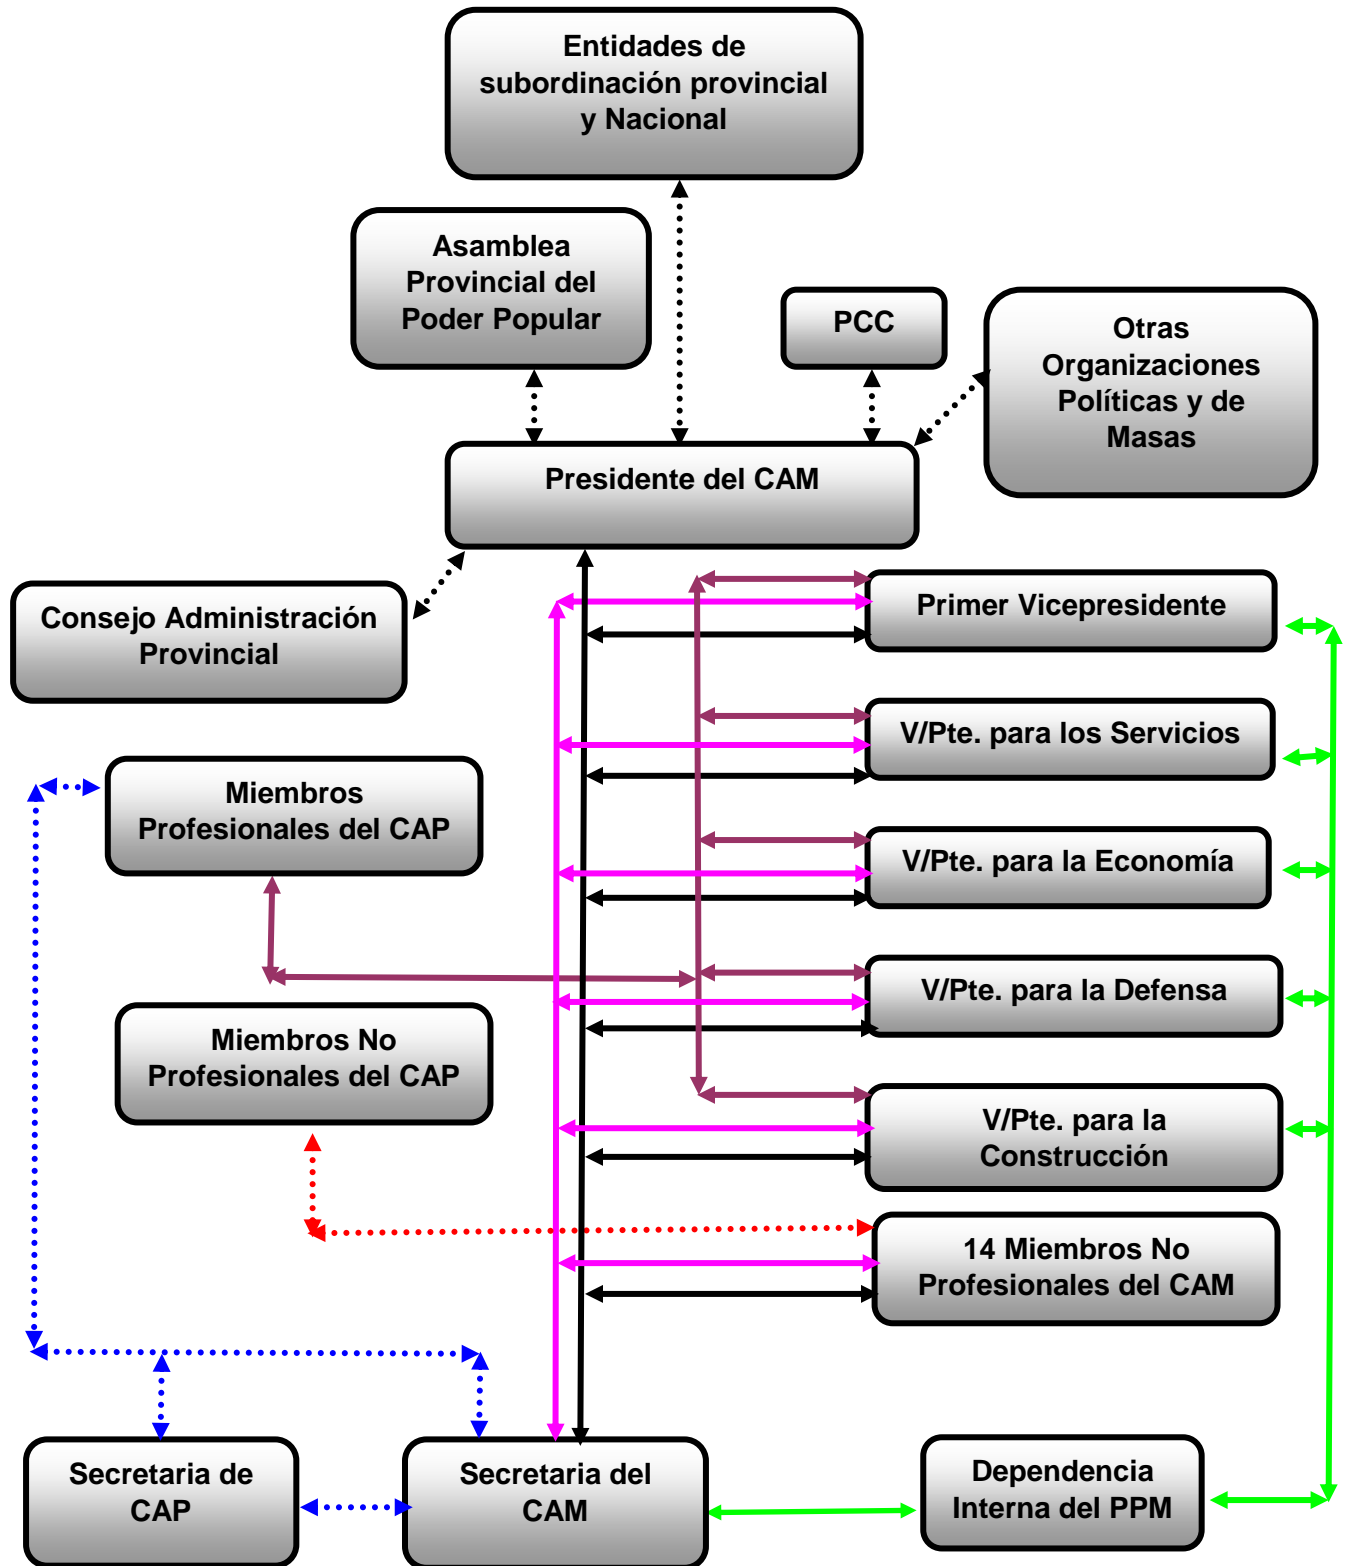 Entidades de
subordinación provincial
y Nacional
Asamblea
Provincial del
Poder Popular
PCC
Otras
Organizaciones
Políticas y de
Masas
Presidente del CAM
Consejo Administración
Provincial
Primer Vicepresidente
V/Pte. para los Servicios
Miembros
Profesionales del CAP
V/Pte. para la Economía
V/Pte. para la Defensa
Miembros No
Profesionales del CAP
V/Pte. para la
Construcción
14 Miembros No
Profesionales del CAM
Secretaria de
CAP
Secretaria del
CAM
Dependencia
Interna del PPM